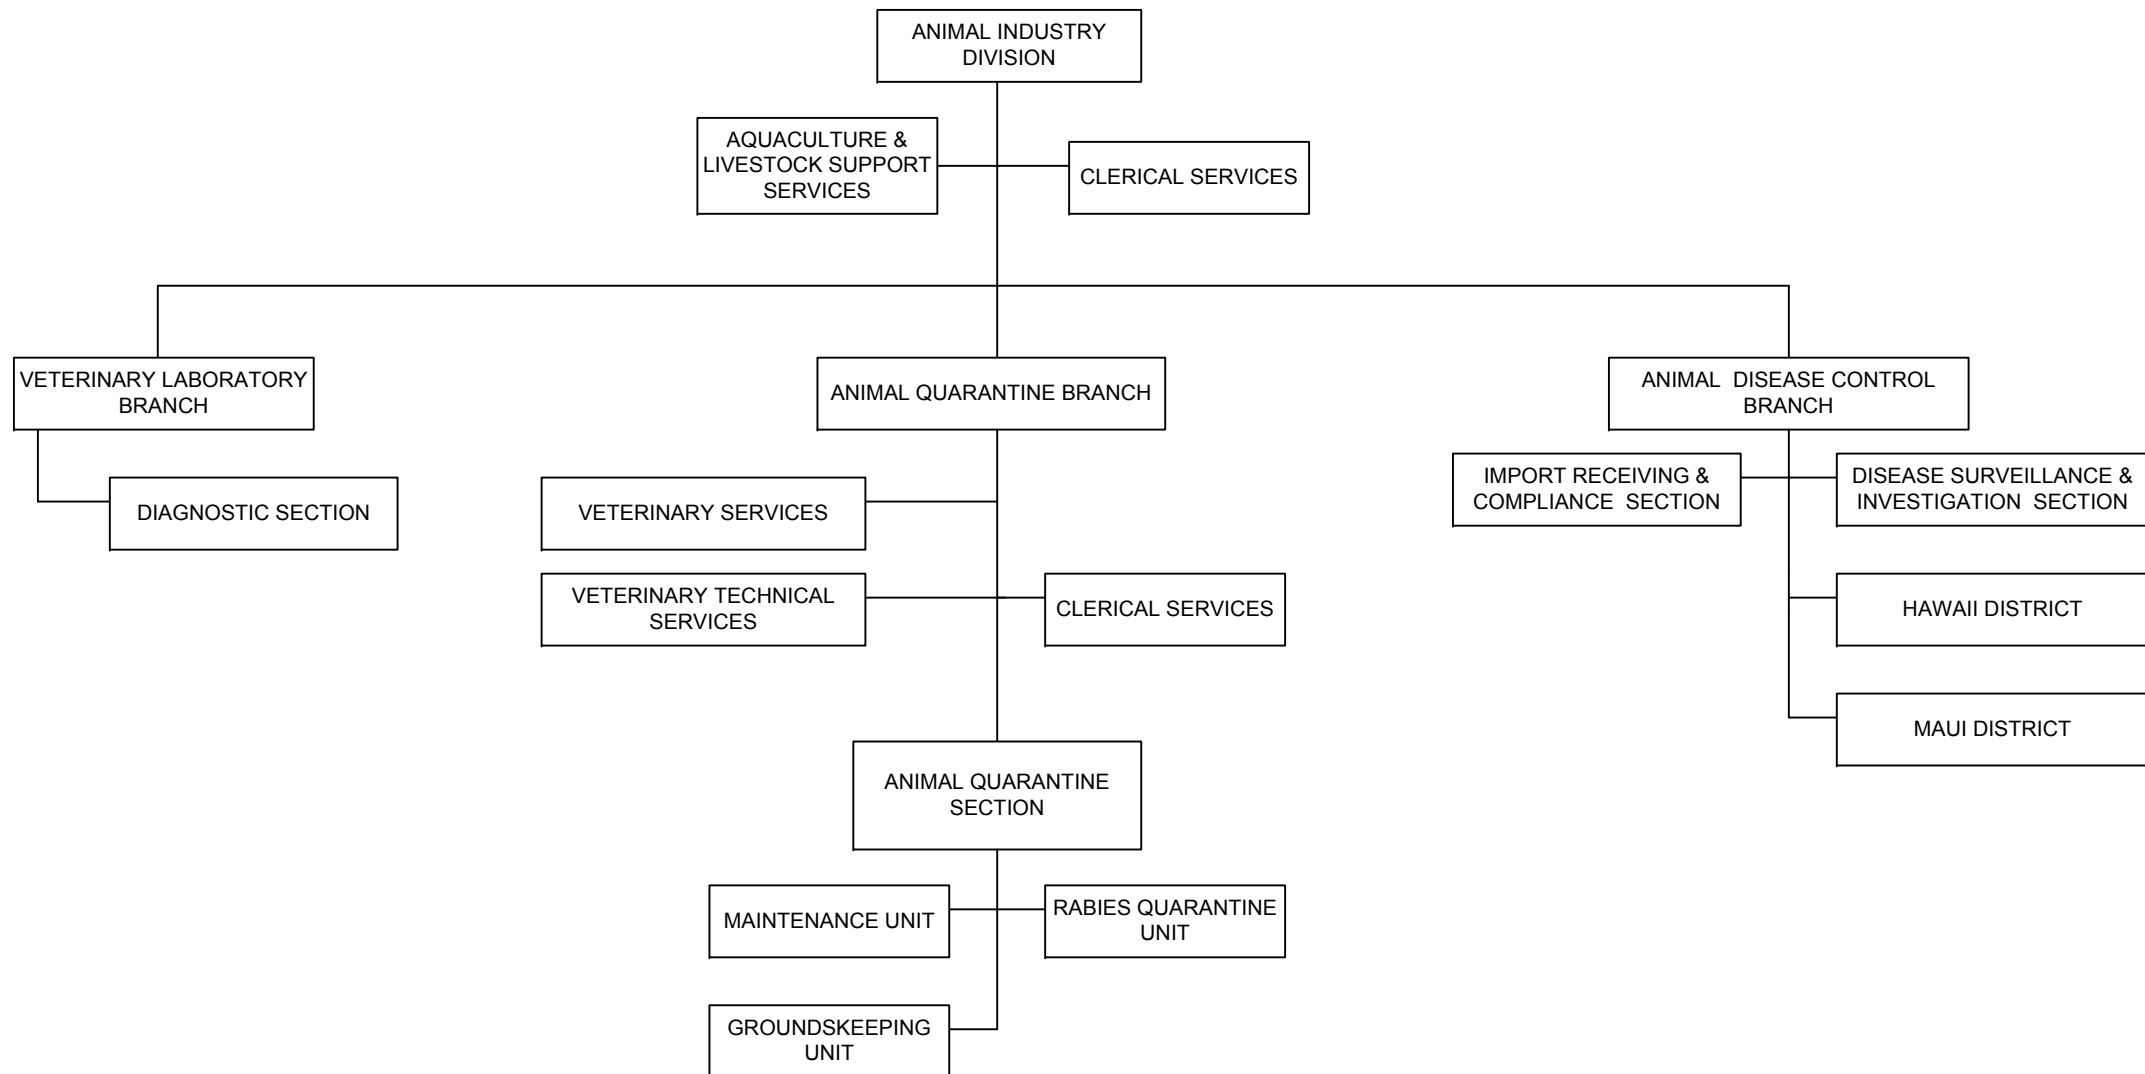 ANIMAL INDUSTRY
DIVISION
AQUACULTURE &
LIVESTOCK SUPPORT
SERVICES
CLERICAL SERVICES
VETERINARY LABORATORY
BRANCH
ANIMAL QUARANTINE BRANCH
ANIMAL DISEASE CONTROL
BRANCH
DIAGNOSTIC SECTION
VETERINARY SERVICES
VETERINARY TECHNICAL
SERVICES
CLERICAL SERVICES
IMPORT RECEIVING &
COMPLIANCE SECTION
DISEASE SURVEILLANCE &
INVESTIGATION SECTION
HAWAII DISTRICT
MAUI DISTRICT
ANIMAL QUARANTINE
SECTION
MAINTENANCE UNIT
RABIES QUARANTINE
UNIT
GROUNDSKEEPING
UNIT